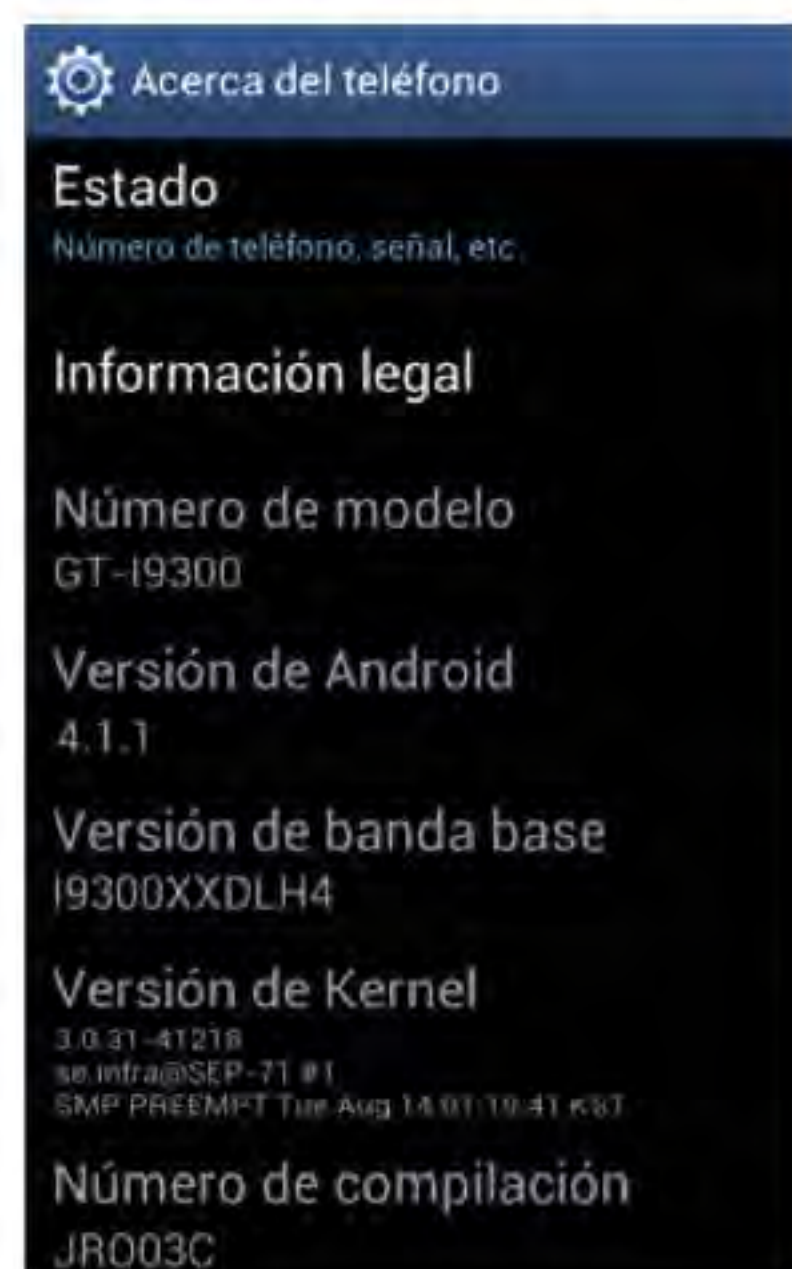 Acerca del teléfono
Estado
Número de teléfono, señal, etc.
Información legal
Número de modelo
GT-I9300
Versión de Android
4.1.1
Versión de banda base
I9300XXDLH4
Versión de Kernel
3.0.31-41218
se.infra@SEP-71 #1
SMP PREEMPT Tue Aug 14 01:19:41 KST
Número de compilación
JRO03C